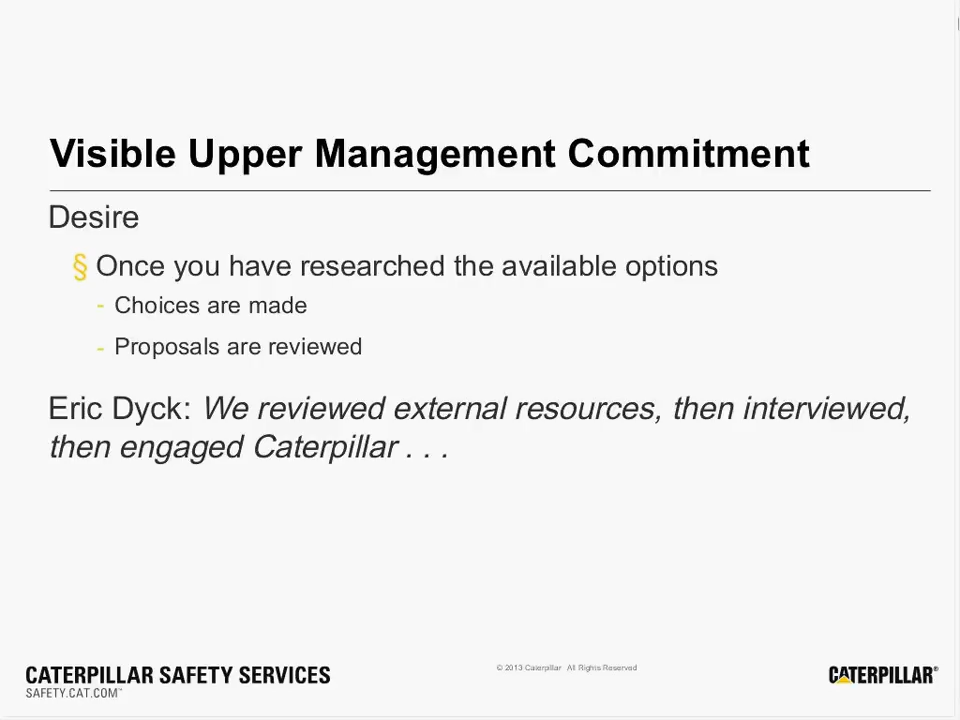 Visible Upper Management Commitment
Desire
§ Once you have researched the available options
- Choices are made
- Proposals are reviewed
Eric Dyck: We reviewed external resources, then interviewed,
then engaged Caterpillar . . .
CATERPILLAR SAFETY SERVICES
SAFETY.CAT.COM™
© 2013 Caterpillar All Rights Reserved
CATERPILLAR®